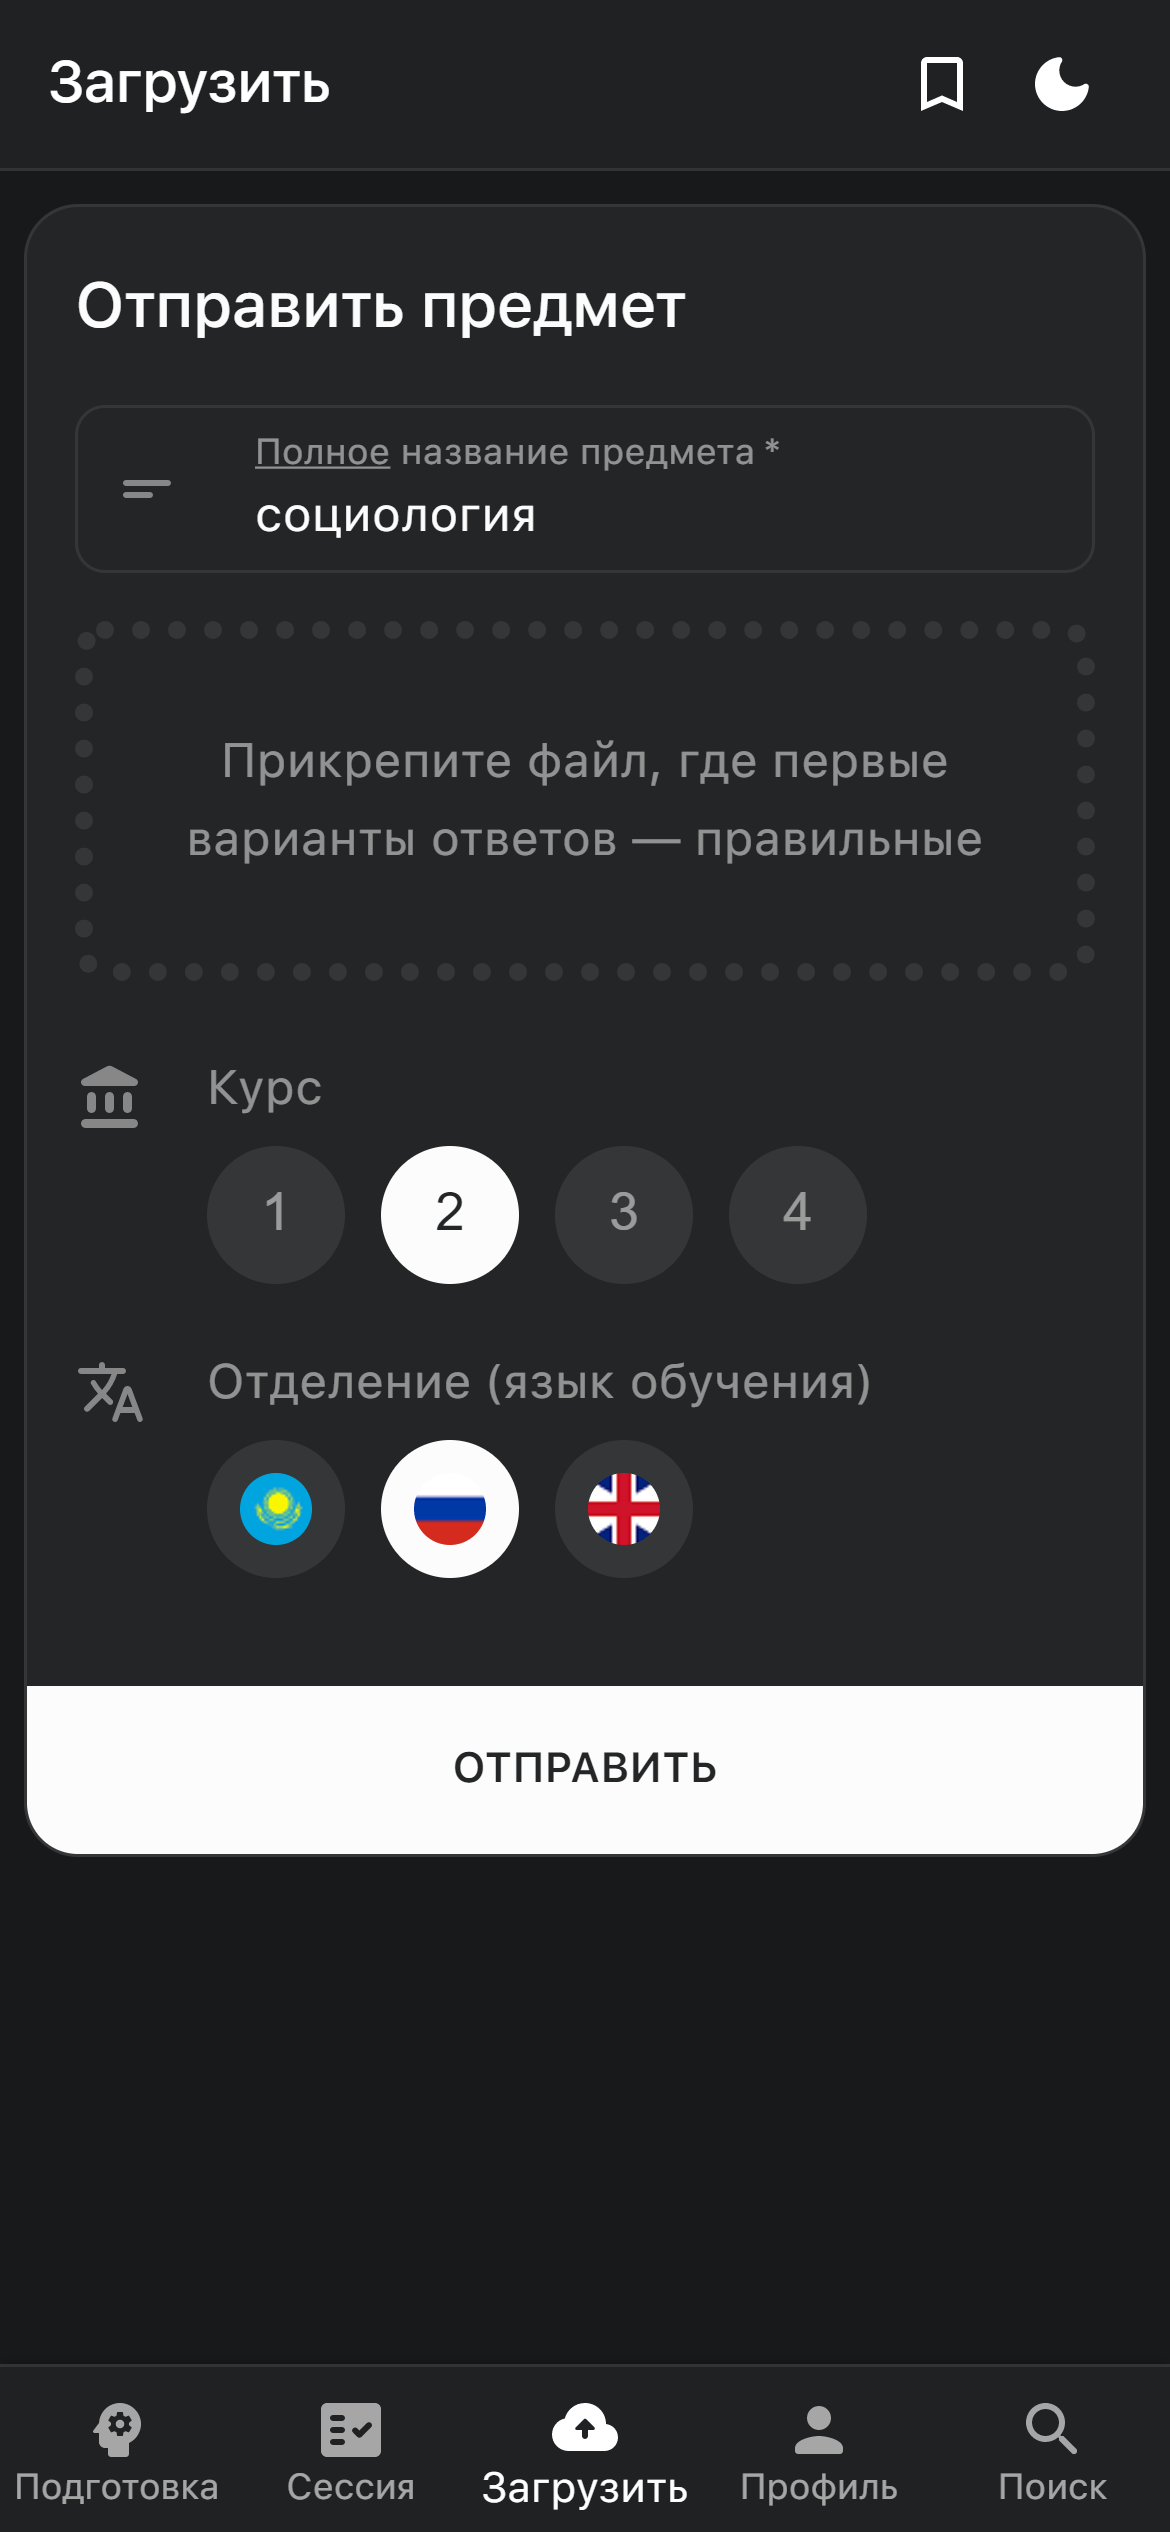 Загрузить
Отправить предмет
Полное название предмета *
социология
Прикрепите файл, где первые
варианты ответов — правильные
Курс
1 2 3 4
Отделение (язык обучения)
ОТПРАВИТЬ
Подготовка Сессия Загрузить Профиль Поиск